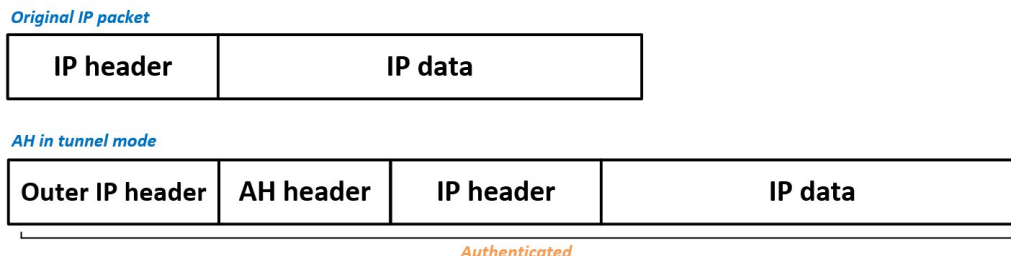 Original IP packet
IP header IP data
AH in tunnel mode
Outer IP header AH header IP header IP data
Authenticated